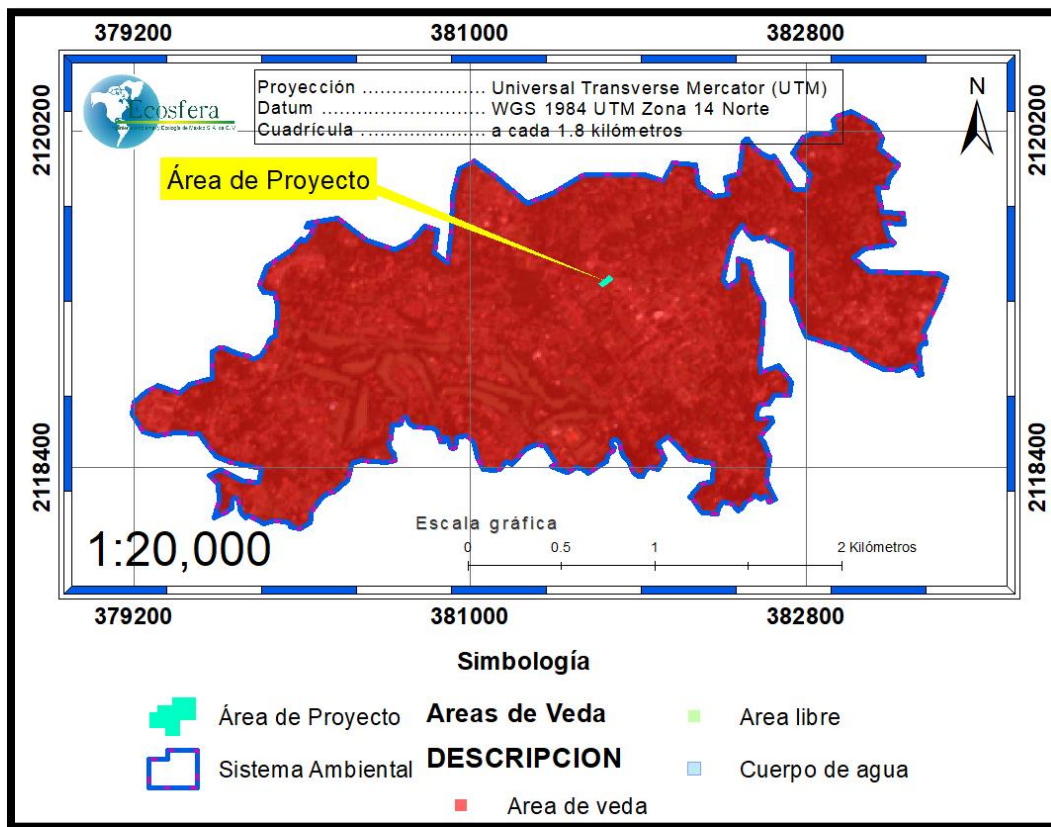 379200 381000 382800
2120200
2120200
Ecosfera
Proyección ..................... Universal Transverse Mercator (UTM)
Datum ............................ WGS 1984 UTM Zona 14 Norte
Cuadrícula ..................... a cada 1.8 kilómetros
N
Área de Proyecto
2118400
2118400
Escala gráfica
1:20,000
0 0.5 1 2 Kilómetros
379200 381000 382800
Simbología
Área de Proyecto
Sistema Ambiental
Areas de Veda
DESCRIPCION
Area de veda
Area libre
Cuerpo de agua